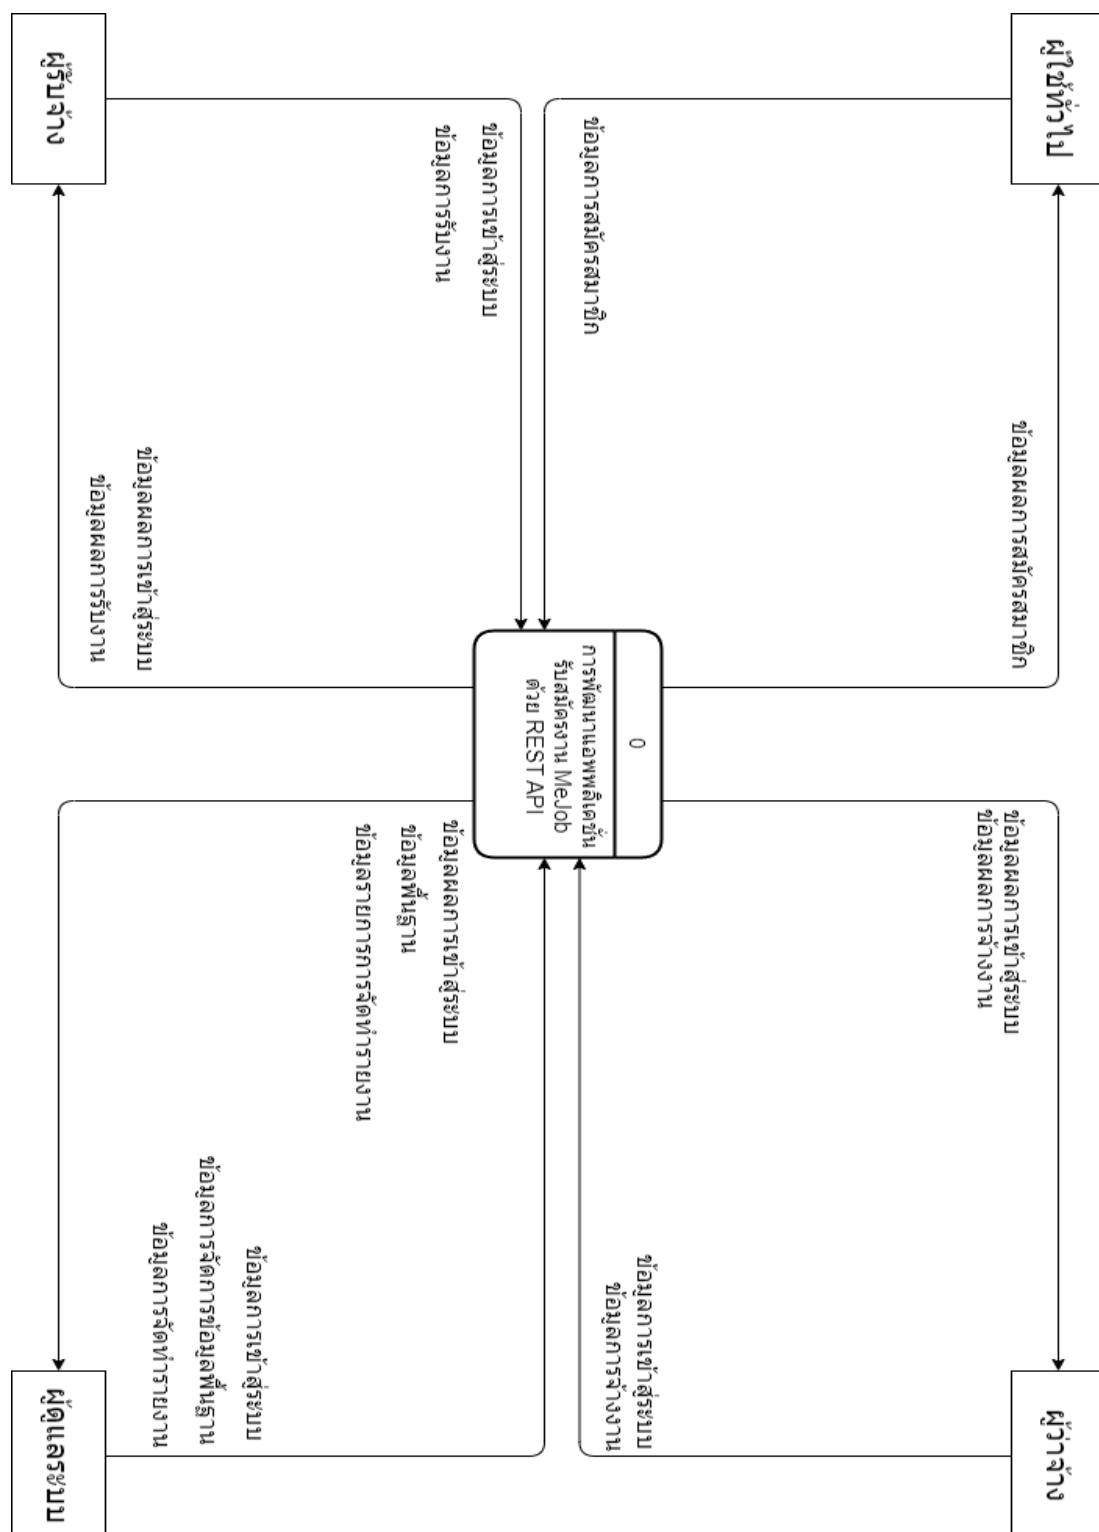 ผู้ใช้ทั่วไป
ผู้ว่าจ้าง
ข้อมูลผลการสมัครสมาชิก
ข้อมูลผลการเข้าสู่ระบบ
ข้อมูลผลการจ้างงาน
ข้อมูลการสมัครสมาชิก
ข้อมูลการเข้าสู่ระบบ
ข้อมูลการจ้างงาน
0
การพัฒนาแอพพลิเคชั่น
รับสมัครงาน MeJob
ด้วย REST API
ข้อมูลการเข้าสู่ระบบ
ข้อมูลการรับงาน
ข้อมูลผลการเข้าสู่ระบบ
ข้อมูลพื้นฐาน
ข้อมูลรายการการจัดทำรายงาน
ข้อมูลผลการเข้าสู่ระบบ
ข้อมูลผลการรับงาน
ข้อมูลการเข้าสู่ระบบ
ข้อมูลการจัดการข้อมูลพื้นฐาน
ข้อมูลการจัดทำรายงาน
ผู้รับจ้าง
ผู้ดูแลระบบ